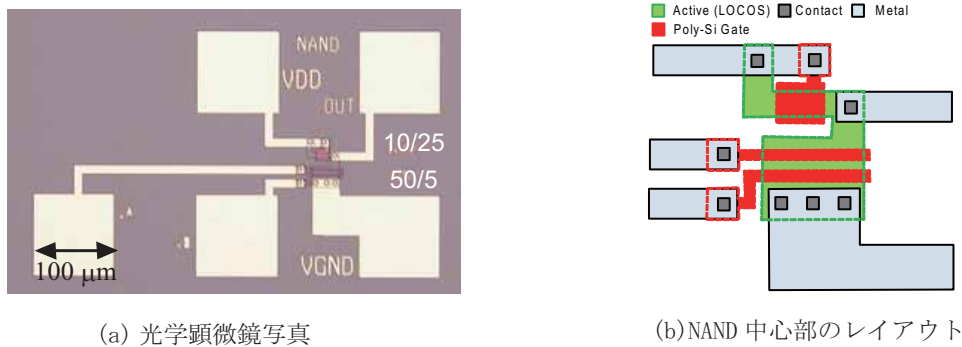 Active (LOCOS) Contact Metal
Poly-Si Gate
NAND
VDD
OUT
10/25
50/5
.A
100 μm
VGND
(a) 光学顕微鏡写真
(b)NAND 中心部のレイアウト